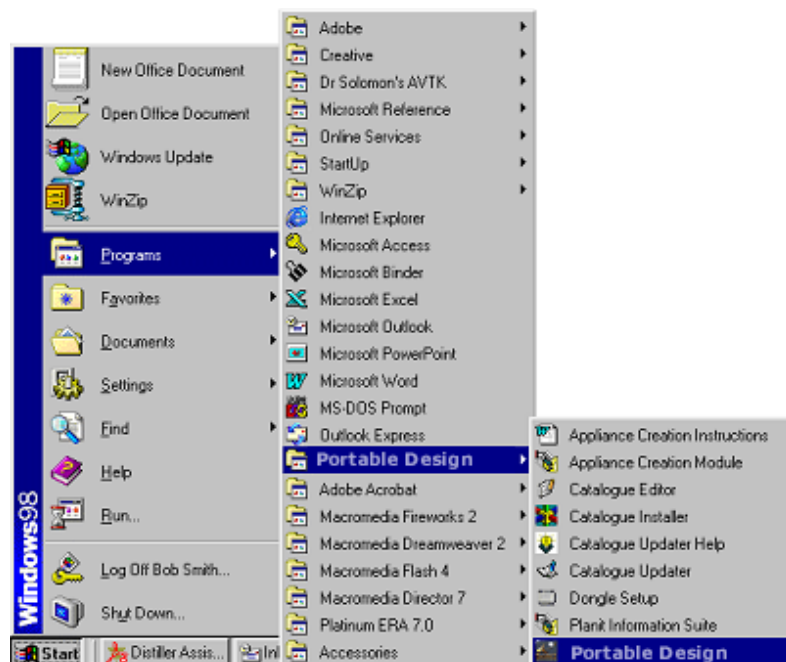 New Office Document
Open Office Document
Windows Update
WinZip
Programs
Favorites
Documents
Settings
Find
Help
Run...
Log Off Bob Smith...
Shut Down...
Windows98
Start
Distiller Assis...
Adobe
Creative
Dr Solomon's AVTK
Microsoft Reference
Online Services
StartUp
WinZip
Internet Explorer
Microsoft Access
Microsoft Binder
Microsoft Excel
Microsoft Outlook
Microsoft PowerPoint
Microsoft Word
MS-DOS Prompt
Outlook Express
Portable Design
Adobe Acrobat
Macromedia Fireworks 2
Macromedia Dreamweaver 2
Macromedia Flash 4
Macromedia Director 7
Platinum ERA 7.0
Accessories
Appliance Creation Instructions
Appliance Creation Module
Catalogue Editor
Catalogue Installer
Catalogue Updater Help
Catalogue Updater
Dongle Setup
Planit Information Suite
Portable Design